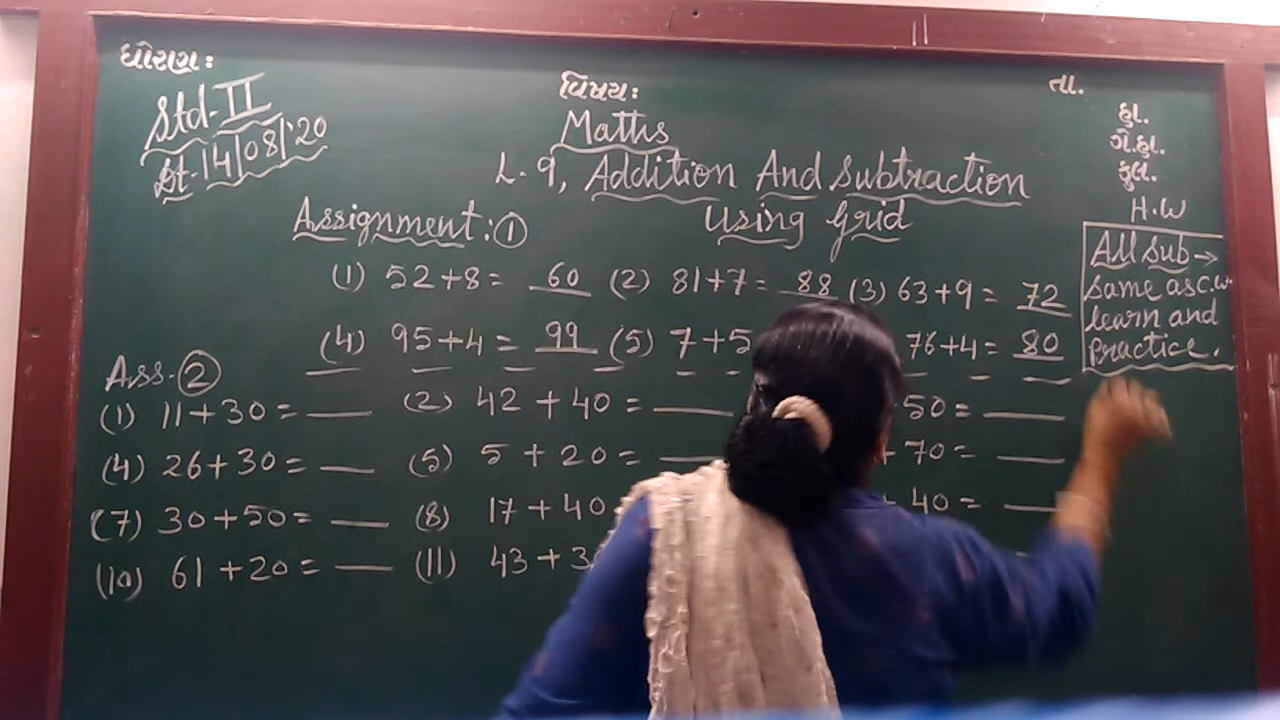 ધોરણ:
વિષય:
તા.
Std-II
હા.
Maths
Dt-14/08/'20
ગે.હા.
L.9, Addition And Subtraction
કુલ.
Assignment: ①
Using Grid
H.W
(1) 52+8= 60 (2) 81+7= 88 (3) 63+9= 72
All Sub→
same as c.w.
learn and
practice.
(4) 95+4= 99 (5) 7+5 76+4= 80
Ass-②
(1) 11+30= ___ (2) 42+40= ___ 50= ___
(4) 26+30= ___ (5) 5+20= ___ +70= ___
(7) 30+50= ___ (8) 17+40 40= ___
(10) 61+20= ___ (11) 43+3